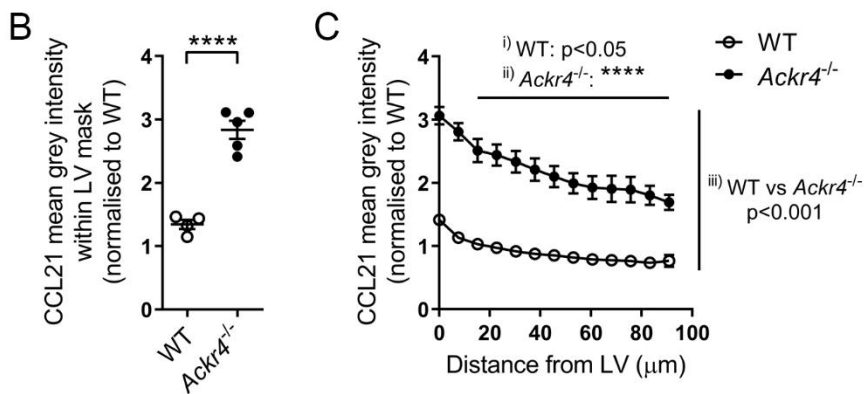 B
CCL21 mean grey intensity
within LV mask
(normalised to WT)
4
3
2
1
0
****
WT
Ackr4-/-
C
CCL21 mean grey intensity
(normalised to WT)
4
3
2
1
0
i) WT: p<0.05
ii) Ackr4-/-: ****
0 20 40 60 80 100
Distance from LV (μm)
WT
Ackr4-/-
iii) WT vs Ackr4-/-
p<0.001